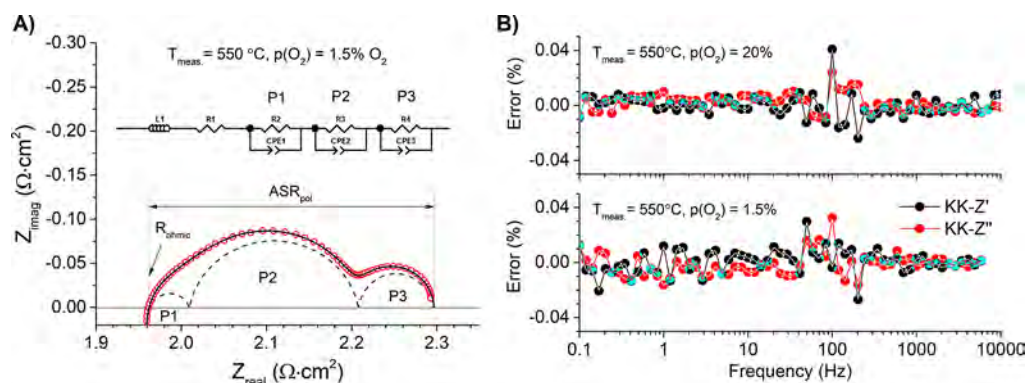 A)
T_meas. = 550 °C, p(O₂) = 1.5% O₂
P1 P2 P3
L1 R1 R2 R3 R4
CPE1 CPE2 CPE3
ASR_pol
R_ohmic
P1 P2 P3
-0.30
-0.25
-0.20
-0.15
-0.10
-0.05
0.00
Z_imag (Ω·cm²)
1.9 2.0 2.1 2.2 2.3
Z_real (Ω·cm²)
B)
T_meas. = 550 °C, p(O₂) = 20%
0.04
0.00
-0.04
Error (%)
T_meas. = 550°C, p(O₂) = 1.5%
KK-Z'
KK-Z"
0.04
0.00
-0.04
Error (%)
0.1 1 10 100 1000 10000
Frequency (Hz)